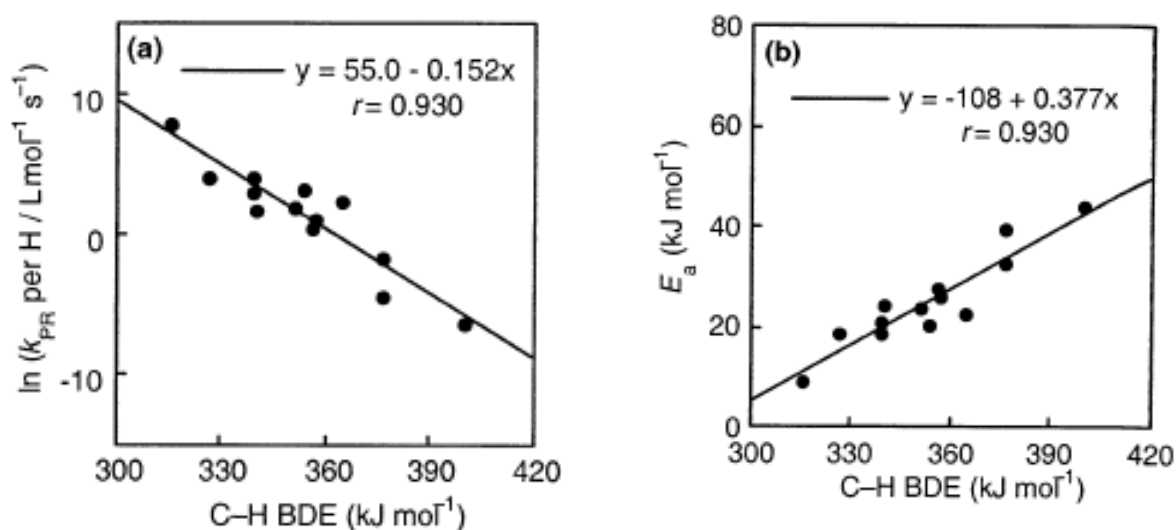 (a)
y = 55.0 - 0.152x
r = 0.930
ln (k_PR per H / Lmol⁻¹ s⁻¹)
10
0
-10
300 330 360 390 420
C–H BDE (kJ mol⁻¹)
(b)
y = -108 + 0.377x
r = 0.930
E_a (kJ mol⁻¹)
80
60
40
20
0
300 330 360 390 420
C–H BDE (kJ mol⁻¹)